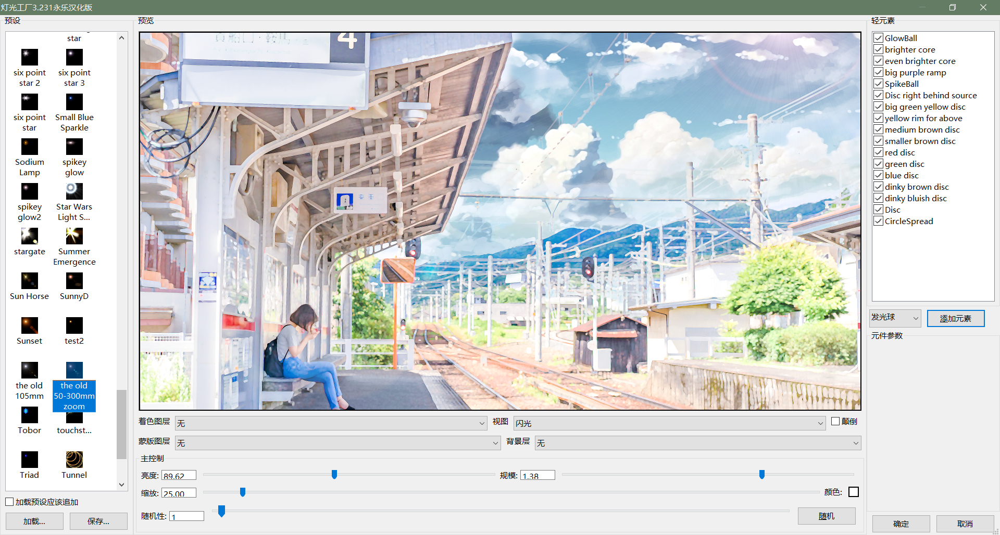 灯光工厂3.231永乐汉化版
预设
star
six point
star 2
six point
star 3
six point
star
Small Blue
Sparkle
Sodium
Lamp
spikey
glow
spikey
glow2
Star Wars
Light S...
stargate
Summer
Emergence
Sun Horse
SunnyD
Sunset
test2
the old
105mm
the old
50-300mm
zoom
Tobor
touchst...
Triad
Tunnel
加载预设应该追加
加载...
保存...
预览
4
着色图层
无
视图
闪光
颠倒
蒙版图层
无
背景层
无
主控制
亮度:
89.62
规模:
1.38
缩放:
25.00
颜色:
随机性:
1
随机
轻元素
GlowBall
brighter core
even brighter core
big purple ramp
SpikeBall
Disc right behind source
big green yellow disc
yellow rim for above
medium brown disc
smaller brown disc
red disc
green disc
blue disc
dinky brown disc
dinky bluish disc
Disc
CircleSpread
发光球
添加元素
元件参数
确定
取消